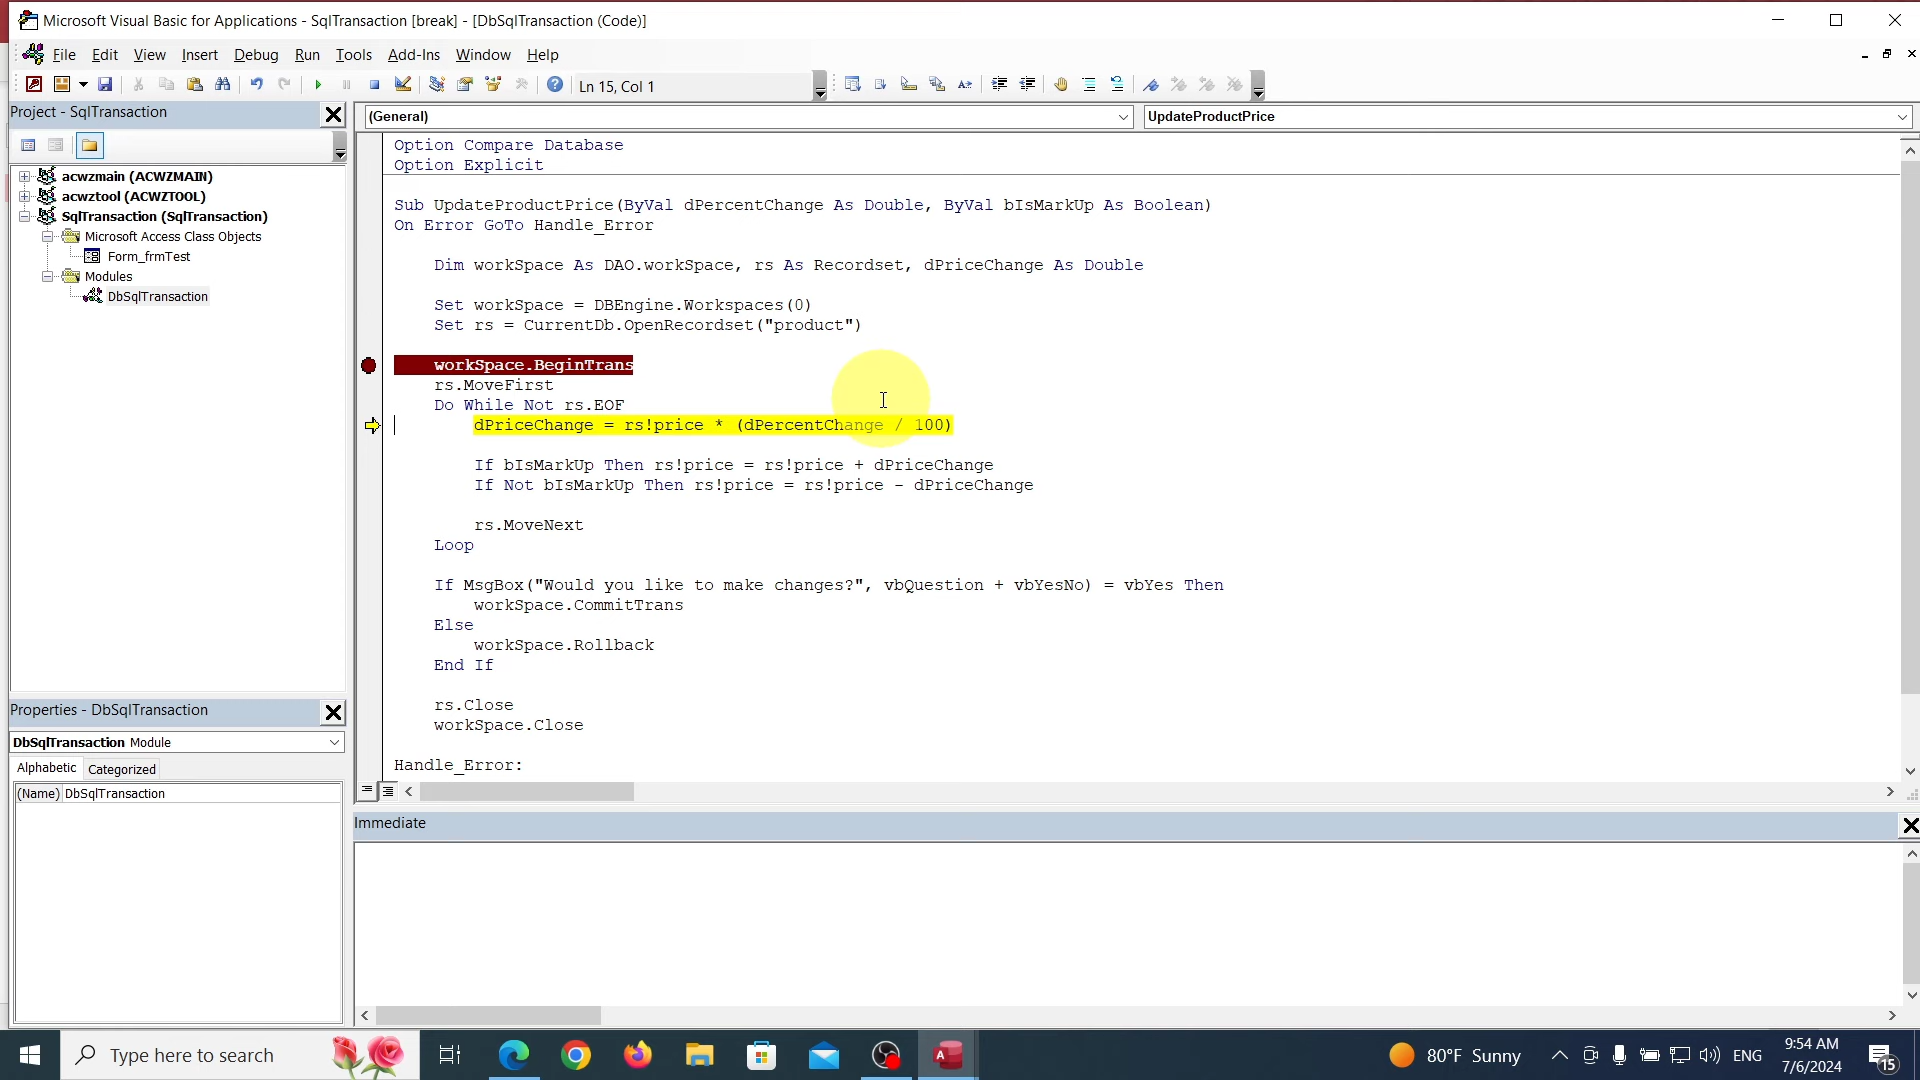 Microsoft Visual Basic for Applications - SqlTransaction [break] - [DbSqlTransaction (Code)]
File Edit View Insert Debug Run Tools Add-Ins Window Help
Ln 15, Col 1
Project - SqlTransaction
acwzmain (ACWZMAIN)
acwztool (ACWZTOOL)
SqlTransaction (SqlTransaction)
Microsoft Access Class Objects
Form_frmTest
Modules
DbSqlTransaction
Properties - DbSqlTransaction
DbSqlTransaction Module
Alphabetic Categorized
(Name) DbSqlTransaction
(General) UpdateProductPrice
Option Compare Database
Option Explicit
Sub UpdateProductPrice(ByVal dPercentChange As Double, ByVal bIsMarkUp As Boolean)
On Error GoTo Handle_Error
Dim workSpace As DAO.workSpace, rs As Recordset, dPriceChange As Double
Set workSpace = DBEngine.Workspaces(0)
Set rs = CurrentDb.OpenRecordset("product")
workSpace.BeginTrans
rs.MoveFirst
Do While Not rs.EOF
dPriceChange = rs!price * (dPercentChange / 100)
If bIsMarkUp Then rs!price = rs!price + dPriceChange
If Not bIsMarkUp Then rs!price = rs!price - dPriceChange
rs.MoveNext
Loop
If MsgBox("Would you like to make changes?", vbQuestion + vbYesNo) = vbYes Then
workSpace.CommitTrans
Else
workSpace.Rollback
End If
rs.Close
workSpace.Close
Handle_Error:
Immediate
Type here to search
80°F Sunny
ENG
9:54 AM
7/6/2024
15